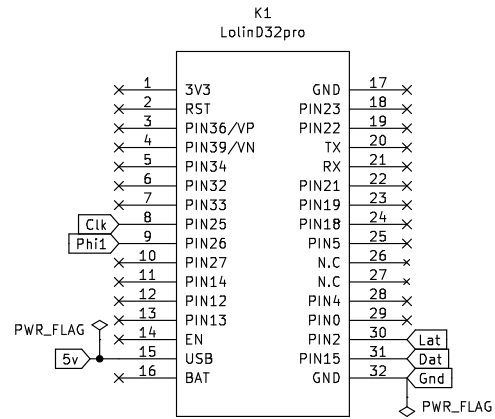 K1
LolinD32pro
1 3V3 GND 17
2 RST PIN23 18
3 PIN36/VP PIN22 19
4 PIN39/VN TX 20
5 PIN34 RX 21
6 PIN32 PIN21 22
7 PIN33 PIN19 23
Clk 8 PIN25 PIN18 24
Phi1 9 PIN26 PIN5 25
10 PIN27 N.C 26
11 PIN14 N.C 27
12 PIN12 PIN4 28
13 PIN13 PIN0 29
PWR_FLAG 14 EN PIN2 30 Lat
5v 15 USB PIN15 31 Dat
16 BAT GND 32 Gnd
PWR_FLAG